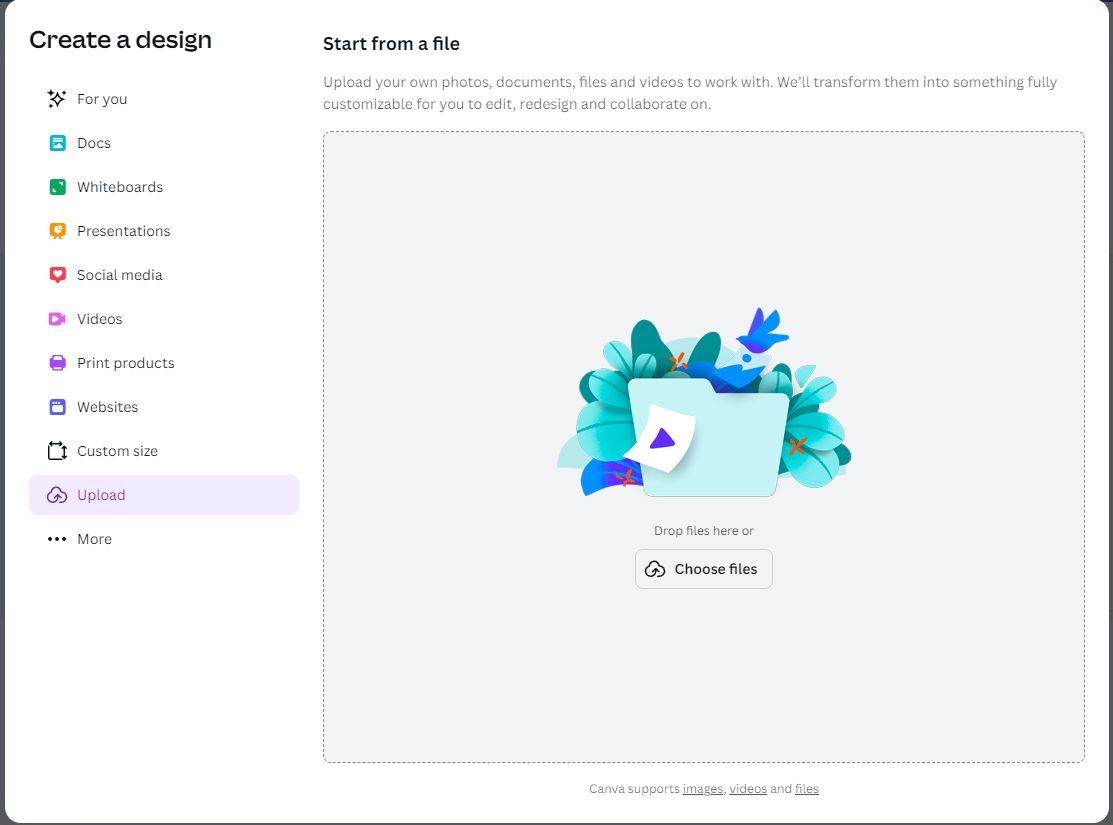 Create a design
For you
Docs
Whiteboards
Presentations
Social media
Videos
Print products
Websites
Custom size
Upload
More
Start from a file
Upload your own photos, documents, files and videos to work with. We’ll transform them into something fully
customizable for you to edit, redesign and collaborate on.
Drop files here or
Choose files
Canva supports images, videos and files